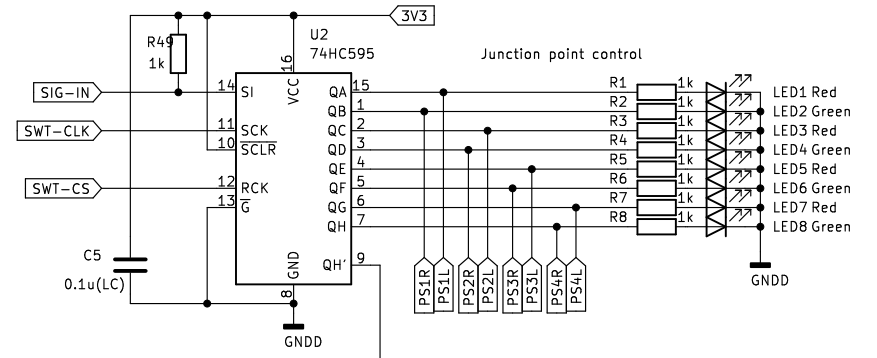 3V3
U2
74HC595
R49
1k
16
VCC
Junction point control
SIG-IN
14
SI
QA
15
R1
1k
LED1 Red
QB
1
R2
1k
LED2 Green
SWT-CLK
11
SCK
QC
2
R3
1k
LED3 Red
10
SCLR
QD
3
R4
1k
LED4 Green
QE
4
R5
1k
LED5 Red
SWT-CS
12
RCK
QF
5
R6
1k
LED6 Green
13
G
QG
6
R7
1k
LED7 Red
QH
7
R8
1k
LED8 Green
C5
0.1u(LC)
GND
8
QH'
9
PS1R
PS1L
PS2R
PS2L
PS3R
PS3L
PS4R
PS4L
GNDD
GNDD